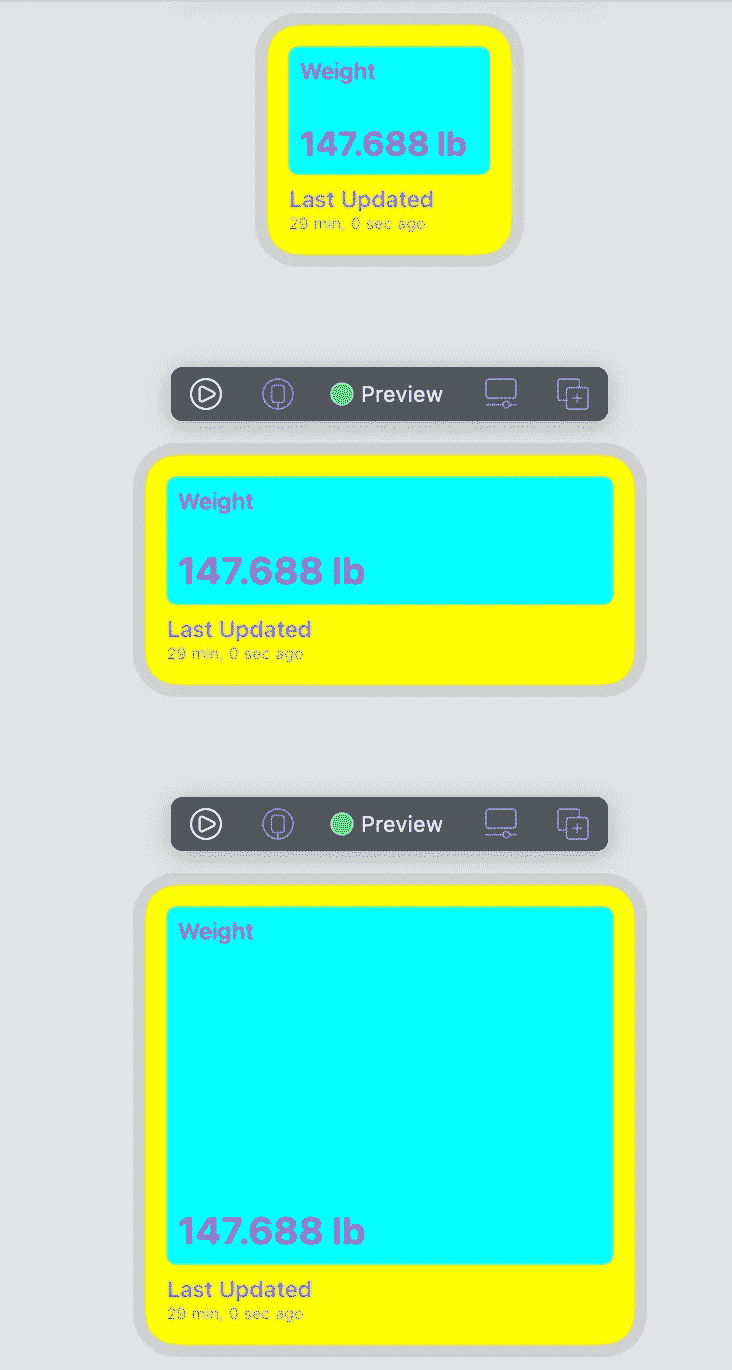 Weight
147.688 lb
Last Updated
29 min, 0 sec ago
Preview
Weight
147.688 lb
Last Updated
29 min, 0 sec ago
Preview
Weight
147.688 lb
Last Updated
29 min, 0 sec ago